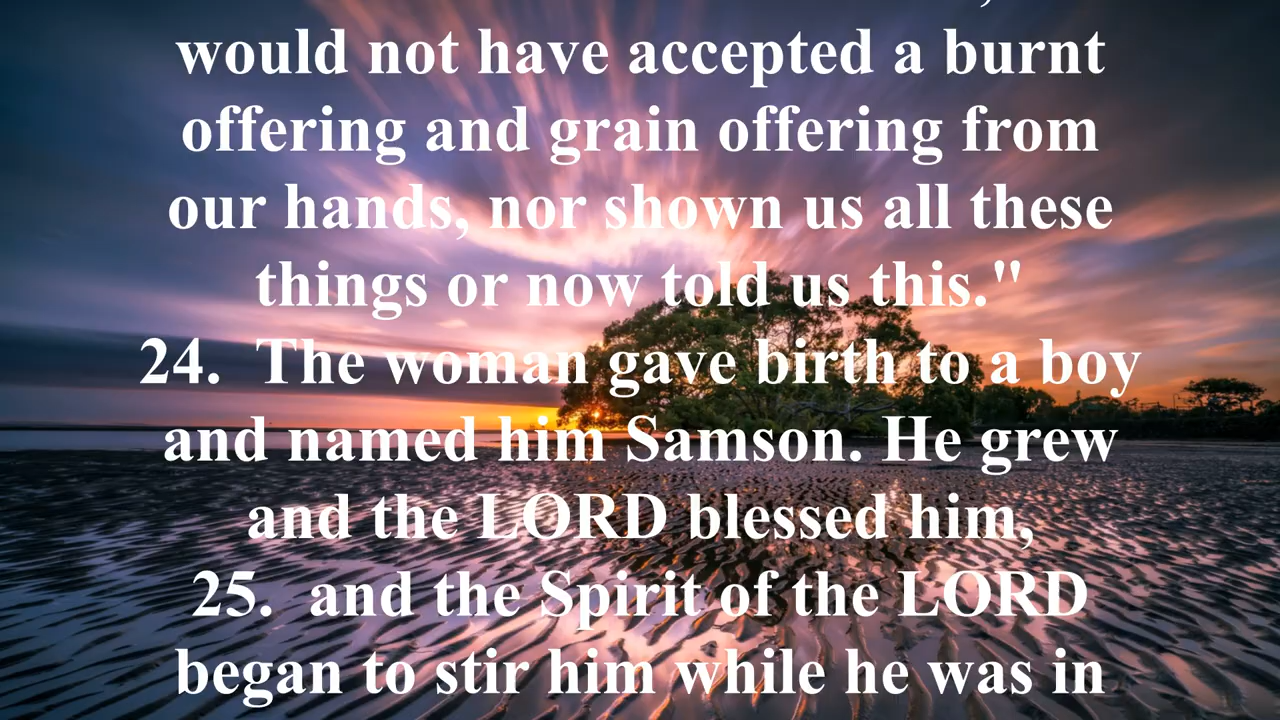 would not have accepted a burnt
offering and grain offering from
our hands, nor shown us all these
things or now told us this."
24.  The woman gave birth to a boy
and named him Samson. He grew
and the LORD blessed him,
25.  and the Spirit of the LORD
began to stir him while he was in